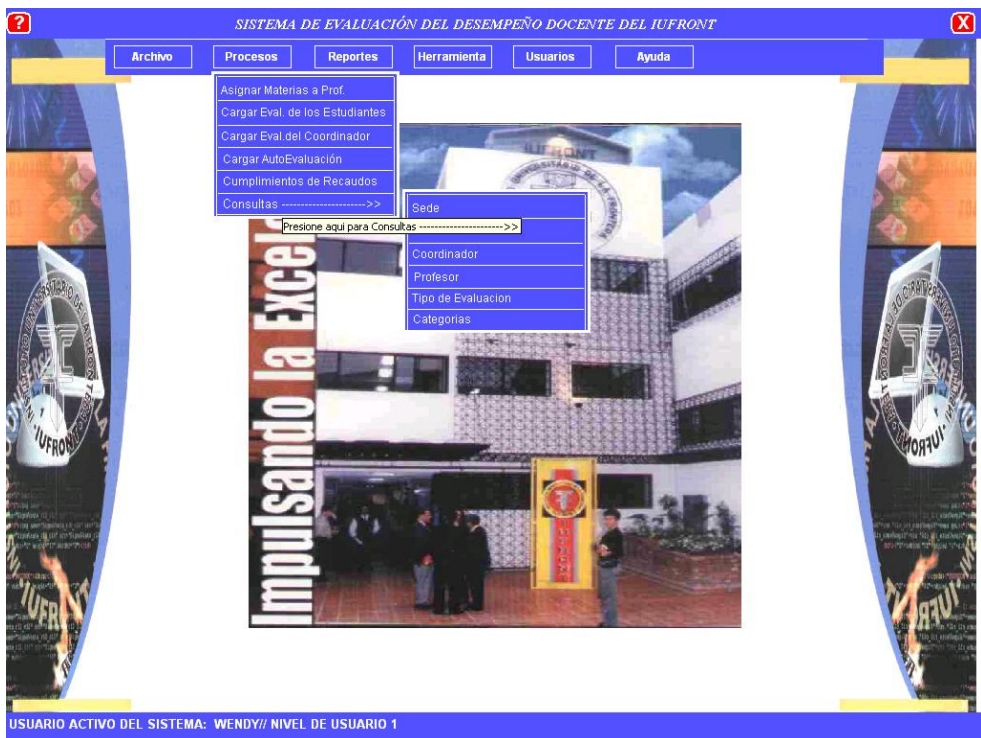 ?
SISTEMA DE EVALUACIÓN DEL DESEMPEÑO DOCENTE DEL IUFRONT
X
Archivo Procesos Reportes Herramienta Usuarios Ayuda
Asignar Materias a Prof.
Cargar Eval. de los Estudiantes
Cargar Eval.del Coordinador
Cargar AutoEvaluación
Cumplimientos de Recaudos
Consultas ---------------------->>
Presione aqui para Consultas ---------------------->>
Sede
Coordinador
Profesor
Tipo de Evaluacion
Categorias
IUFRONT
Impulsando la Excel
USUARIO ACTIVO DEL SISTEMA: WENDY// NIVEL DE USUARIO 1